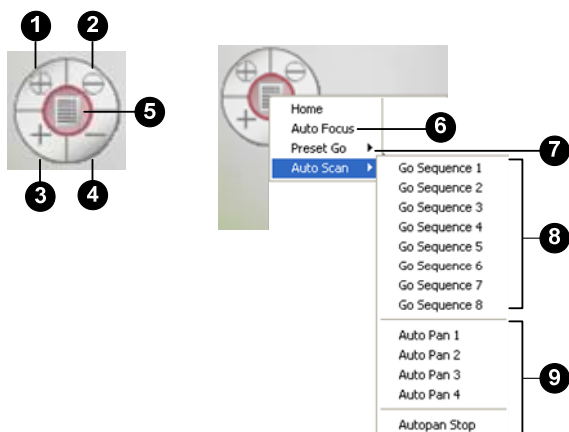 1
2
3
4
5
+
−
Home
Auto Focus
6
Preset Go
7
Auto Scan
Go Sequence 1
Go Sequence 2
Go Sequence 3
Go Sequence 4
Go Sequence 5
Go Sequence 6
Go Sequence 7
Go Sequence 8
8
Auto Pan 1
Auto Pan 2
Auto Pan 3
Auto Pan 4
Autopan Stop
9